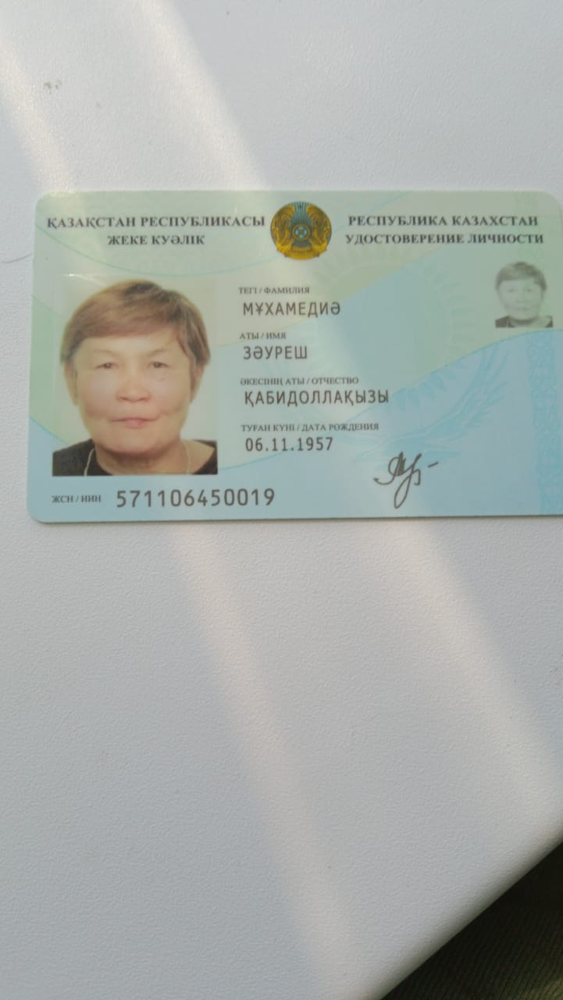 ҚАЗАҚСТАН РЕСПУБЛИКАСЫ
ЖЕКЕ КУӘЛІК
РЕСПУБЛИКА КАЗАХСТАН
УДОСТОВЕРЕНИЕ ЛИЧНОСТИ
ТЕГІ / ФАМИЛИЯ
МҰХАМЕДИӘ
АТЫ / ИМЯ
ЗӘУРЕШ
ӘКЕСІНІҢ АТЫ / ОТЧЕСТВО
ҚАБИДОЛЛАҚЫЗЫ
ТУҒАН КҮНІ / ДАТА РОЖДЕНИЯ
06.11.1957
ЖСН / ИИН 571106450019